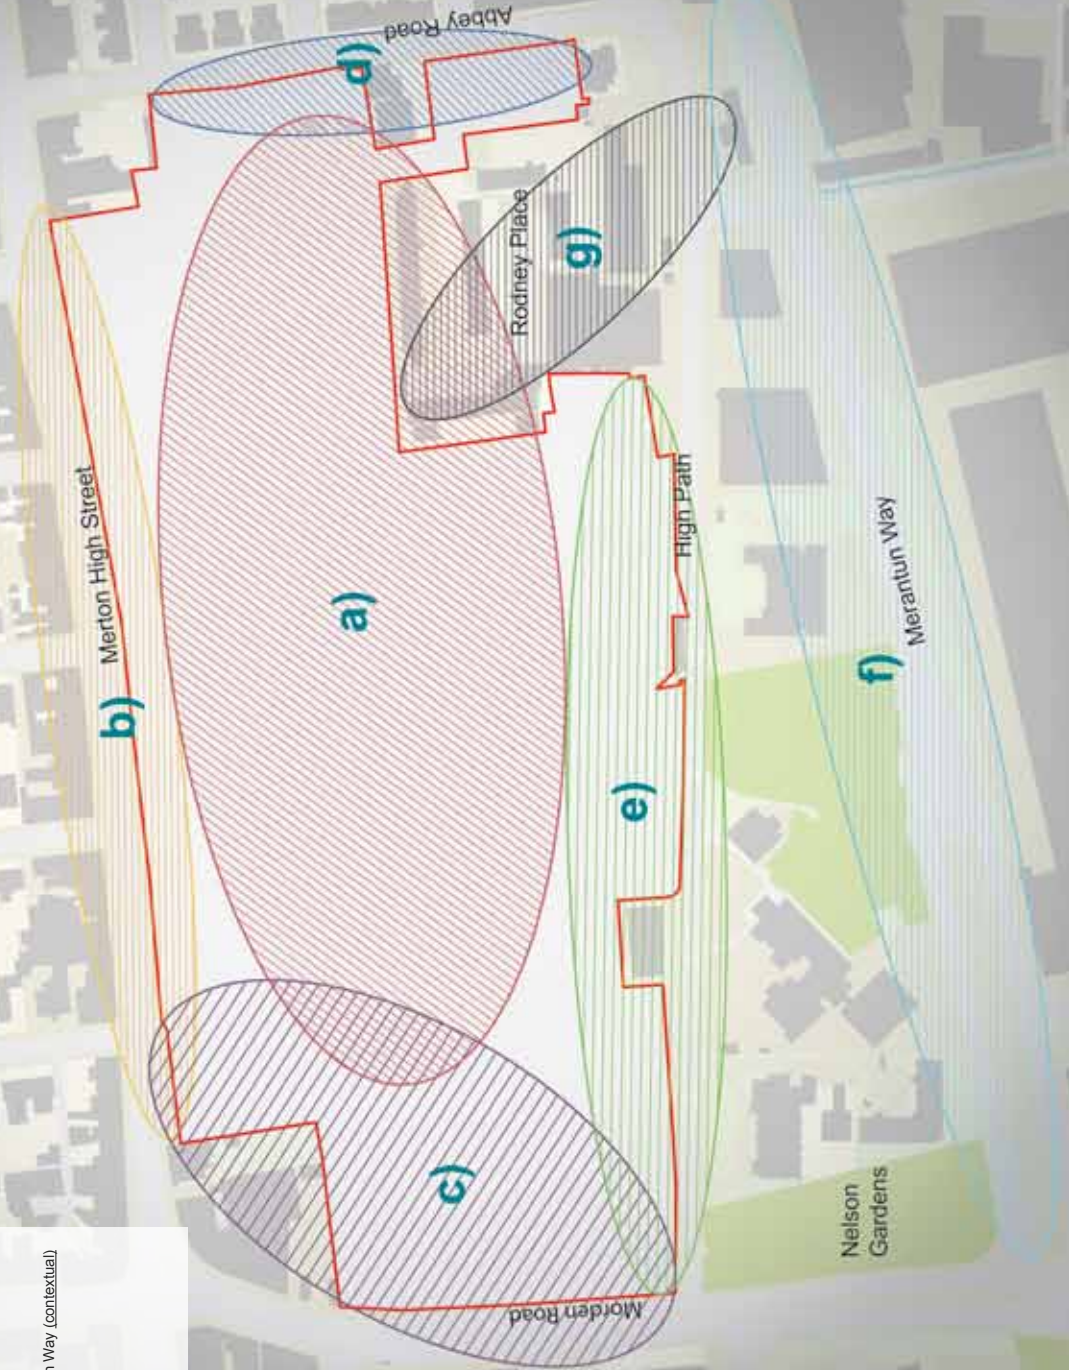 Way (contextual)
Merton High Street
b)
a)
c)
Morden Road
d)
Abbey Road
Rodney Place
g)
High Path
e)
f)
Merantun Way
Nelson
Gardens